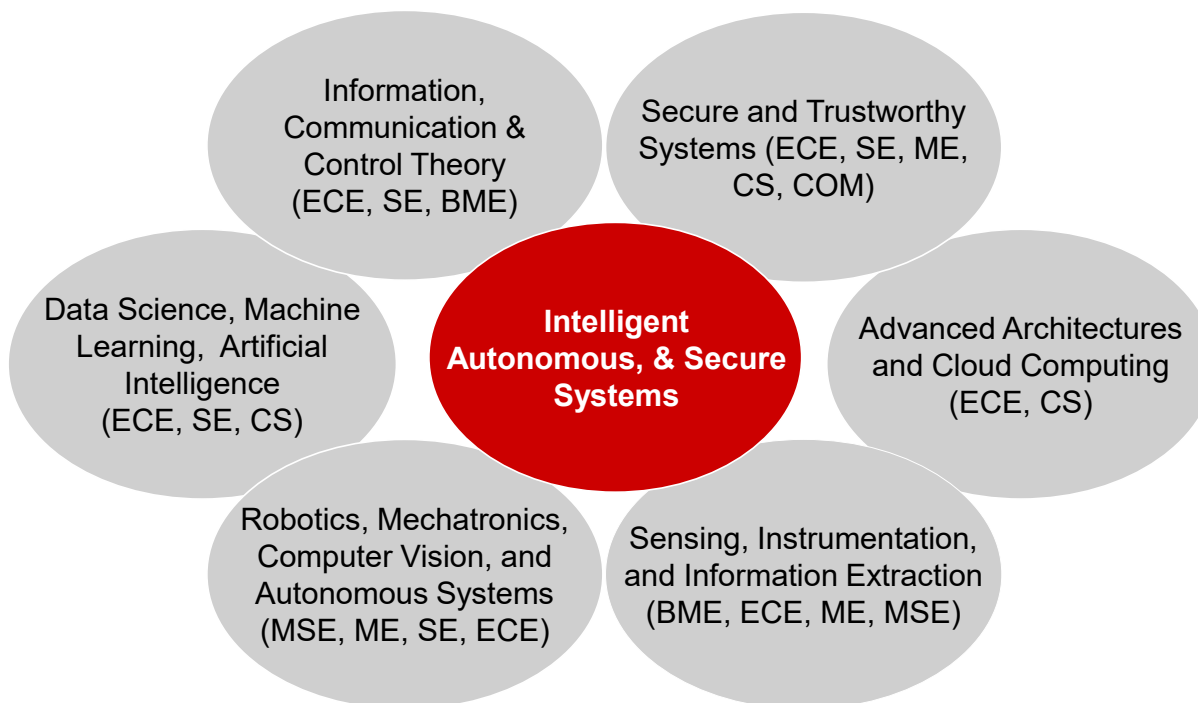 Information,
Communication &
Control Theory
(ECE, SE, BME)
Secure and Trustworthy
Systems (ECE, SE, ME,
CS, COM)
Data Science, Machine
Learning,  Artificial
Intelligence
(ECE, SE, CS)
Intelligent
Autonomous, & Secure
Systems
Advanced Architectures
and Cloud Computing
(ECE, CS)
Robotics, Mechatronics,
Computer Vision, and
Autonomous Systems
(MSE, ME, SE, ECE)
Sensing, Instrumentation,
and Information Extraction
(BME, ECE, ME, MSE)